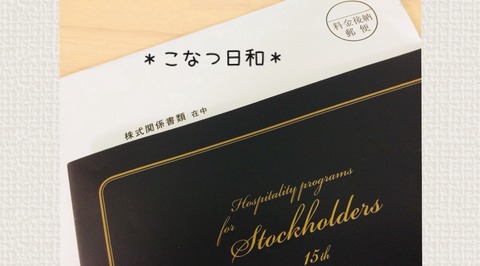 料金後納
郵便
*こなつ日和*
株式関係書類 在中
Hospitality programs
for
Stockholders
15th